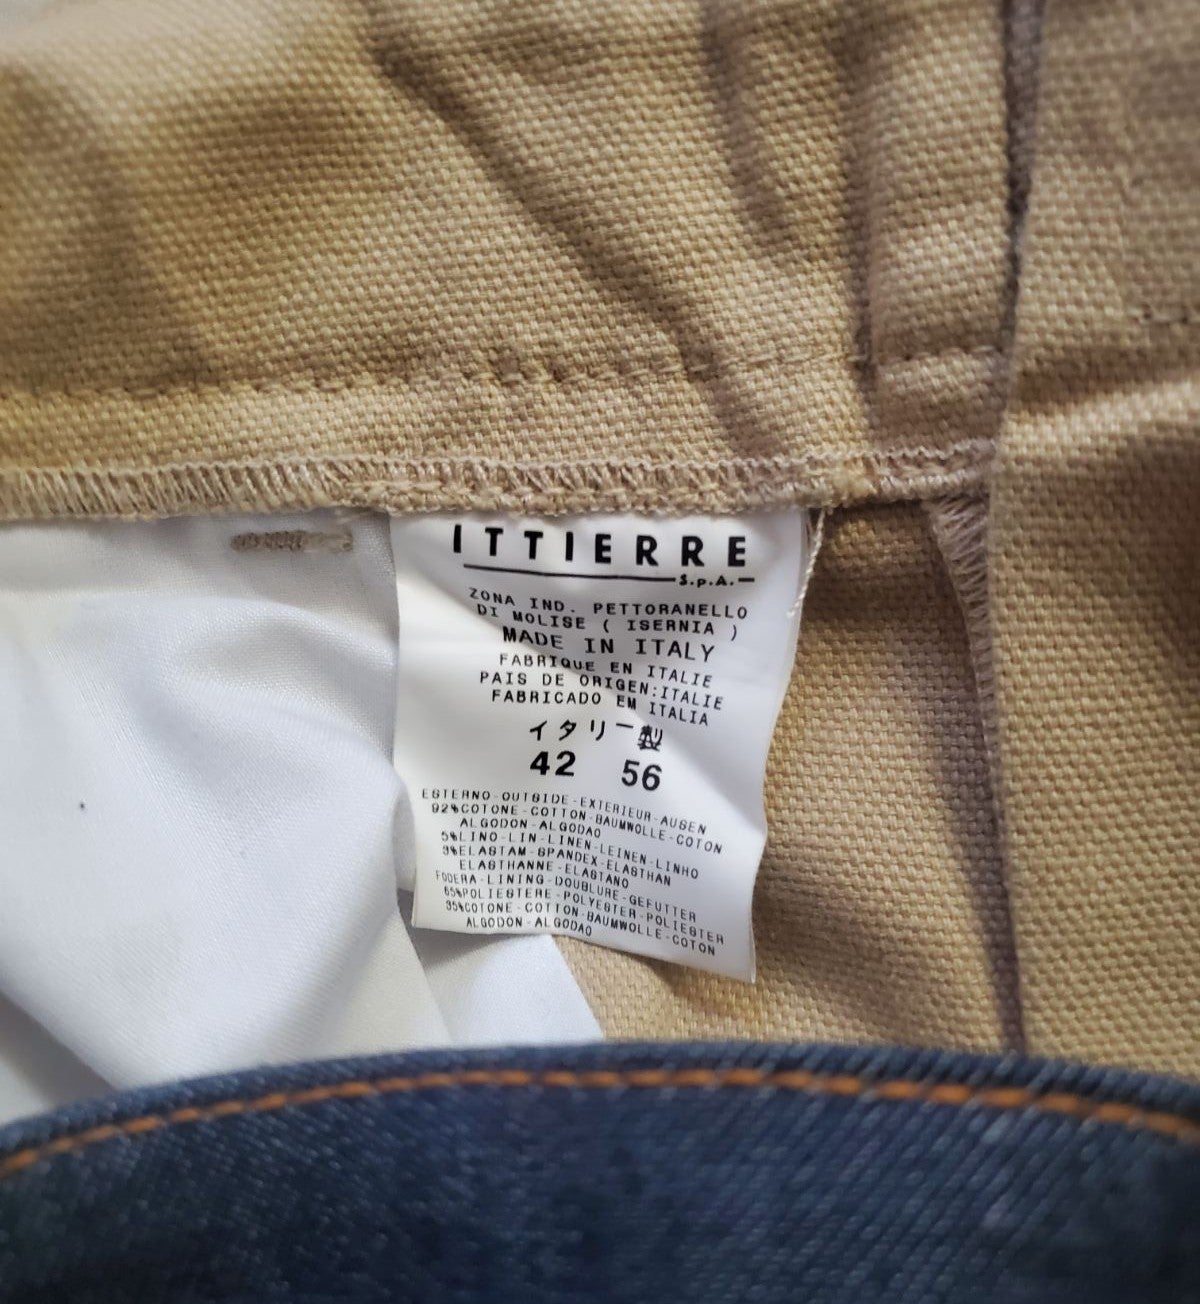 ITTIERRE
S.p.A.
ZONA IND. PETTORANELLO
DI MOLISE ( ISERNIA )
MADE IN ITALY
FABRIQUE EN ITALIE
PAIS DE ORIGEN:ITALIE
FABRICADO EM ITALIA
イタリー製
42 56
ESTERNO-OUTSIDE-EXTERIEUR-AUSEN
92%COTONE-COTTON-BAUMWOLLE-COTON
ALGODON-ALGODAO
5%LINO-LIN-LINEN-LEINEN-LINHO
3%ELASTAM-SPANDEX-ELASTHAN
ELASTHANNE-ELASTANO
FODERA-LINING-DOUBLURE-GEFUTTER
65%POLIESTERE-POLYESTER-POLIESTER
35%COTONE-COTTON-BAUMWOLLE-COTON
ALGODON-ALGODAO